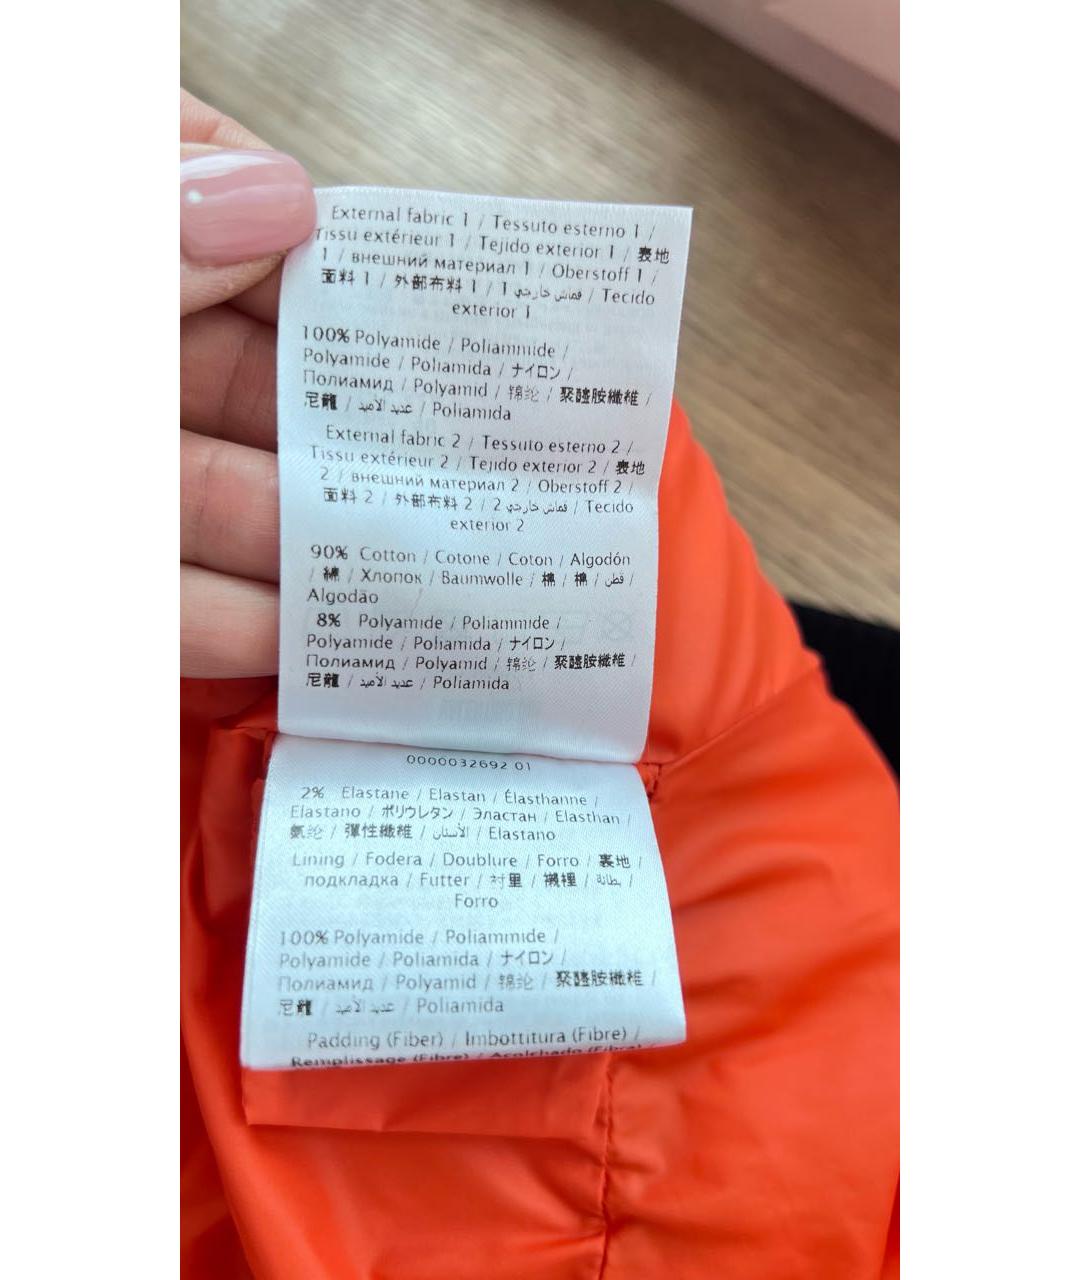 External fabric 1 / Tessuto esterno 1 /
Tissu extérieur 1 / Tejido exterior 1 / 表地
1 / внешний материал 1 / Oberstoff 1 /
面料 1 / 外部布料 1 / قماش خارجي 1 / Tecido
exterior 1
100% Polyamide / Poliammide /
Polyamide / Poliamida / ナイロン /
Полиамид / Polyamid / 锦纶 / 聚醯胺纖維 /
尼龍 / عديد الأميد / Poliamida
External fabric 2 / Tessuto esterno 2 /
Tissu extérieur 2 / Tejido exterior 2 / 表地
2 / внешний материал 2 / Oberstoff 2 /
面料 2 / 外部布料 2 / قماش خارجي 2 / Tecido
exterior 2
90% Cotton / Cotone / Coton / Algodón
/ 綿 / Хлопок / Baumwolle / 棉 / 棉 / قطن /
Algodão
8% Polyamide / Poliammide /
Polyamide / Poliamida / ナイロン /
Полиамид / Polyamid / 锦纶 / 聚醯胺纖維 /
尼龍 / عديد الأميد / Poliamida
0000032692 01
2% Elastane / Elastan / Élasthanne /
Elastano / ポリウレタン / Эластан / Elasthan /
氨纶 / 彈性纖維 / الأستان / Elastano
Lining / Fodera / Doublure / Forro / 裏地 /
подкладка / Futter / 衬里 / 襯裡 / بطانة /
Forro
100% Polyamide / Poliammide /
Polyamide / Poliamida / ナイロン /
Полиамид / Polyamid / 锦纶 / 聚醯胺纖維 /
尼龍 / عديد الأميد / Poliamida
Padding (Fiber) / Imbottitura (Fibre) /
Remplissage (Fibre) / Acolchado (Fibra)